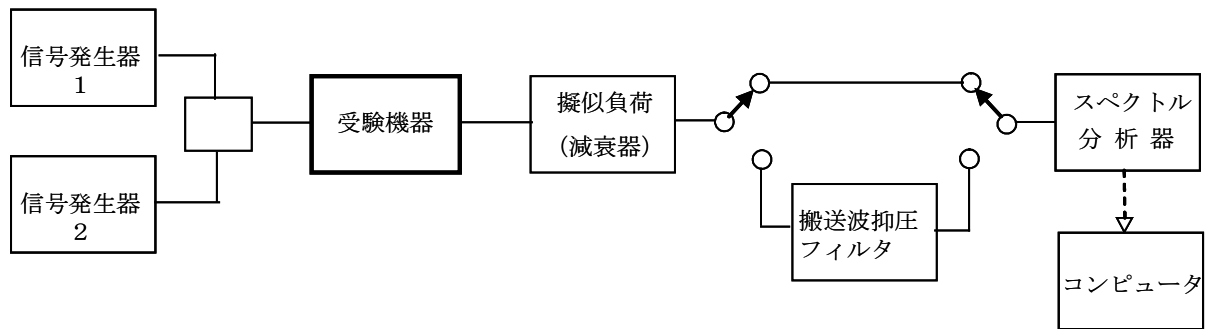 信号発生器
1
信号発生器
2
受験機器
擬似負荷
(減衰器)
搬送波抑圧
フィルタ
スペクトル
分 析 器
コンピュータ